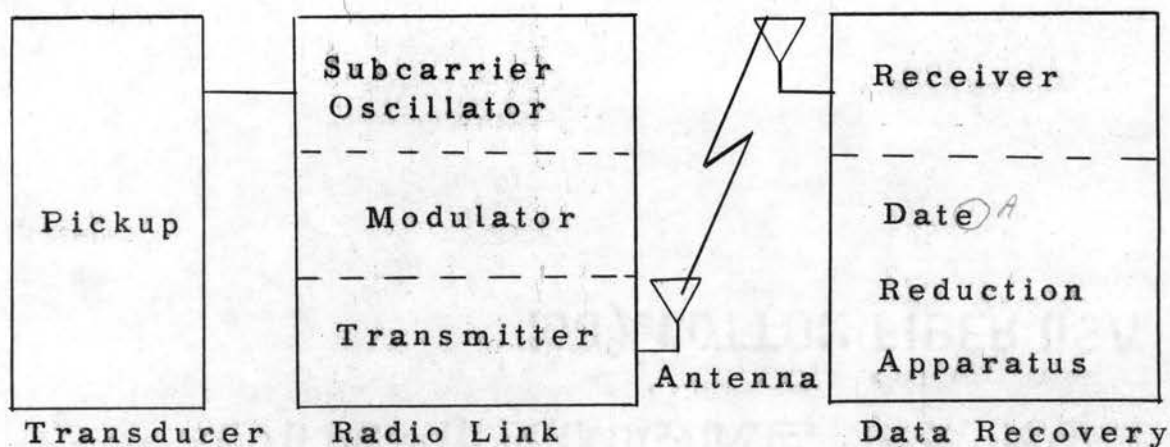 Pickup
Transducer
Subcarrier
Oscillator
Modulator
Transmitter
Radio Link
Antenna
Receiver
Date A
Reduction
Apparatus
Data Recovery